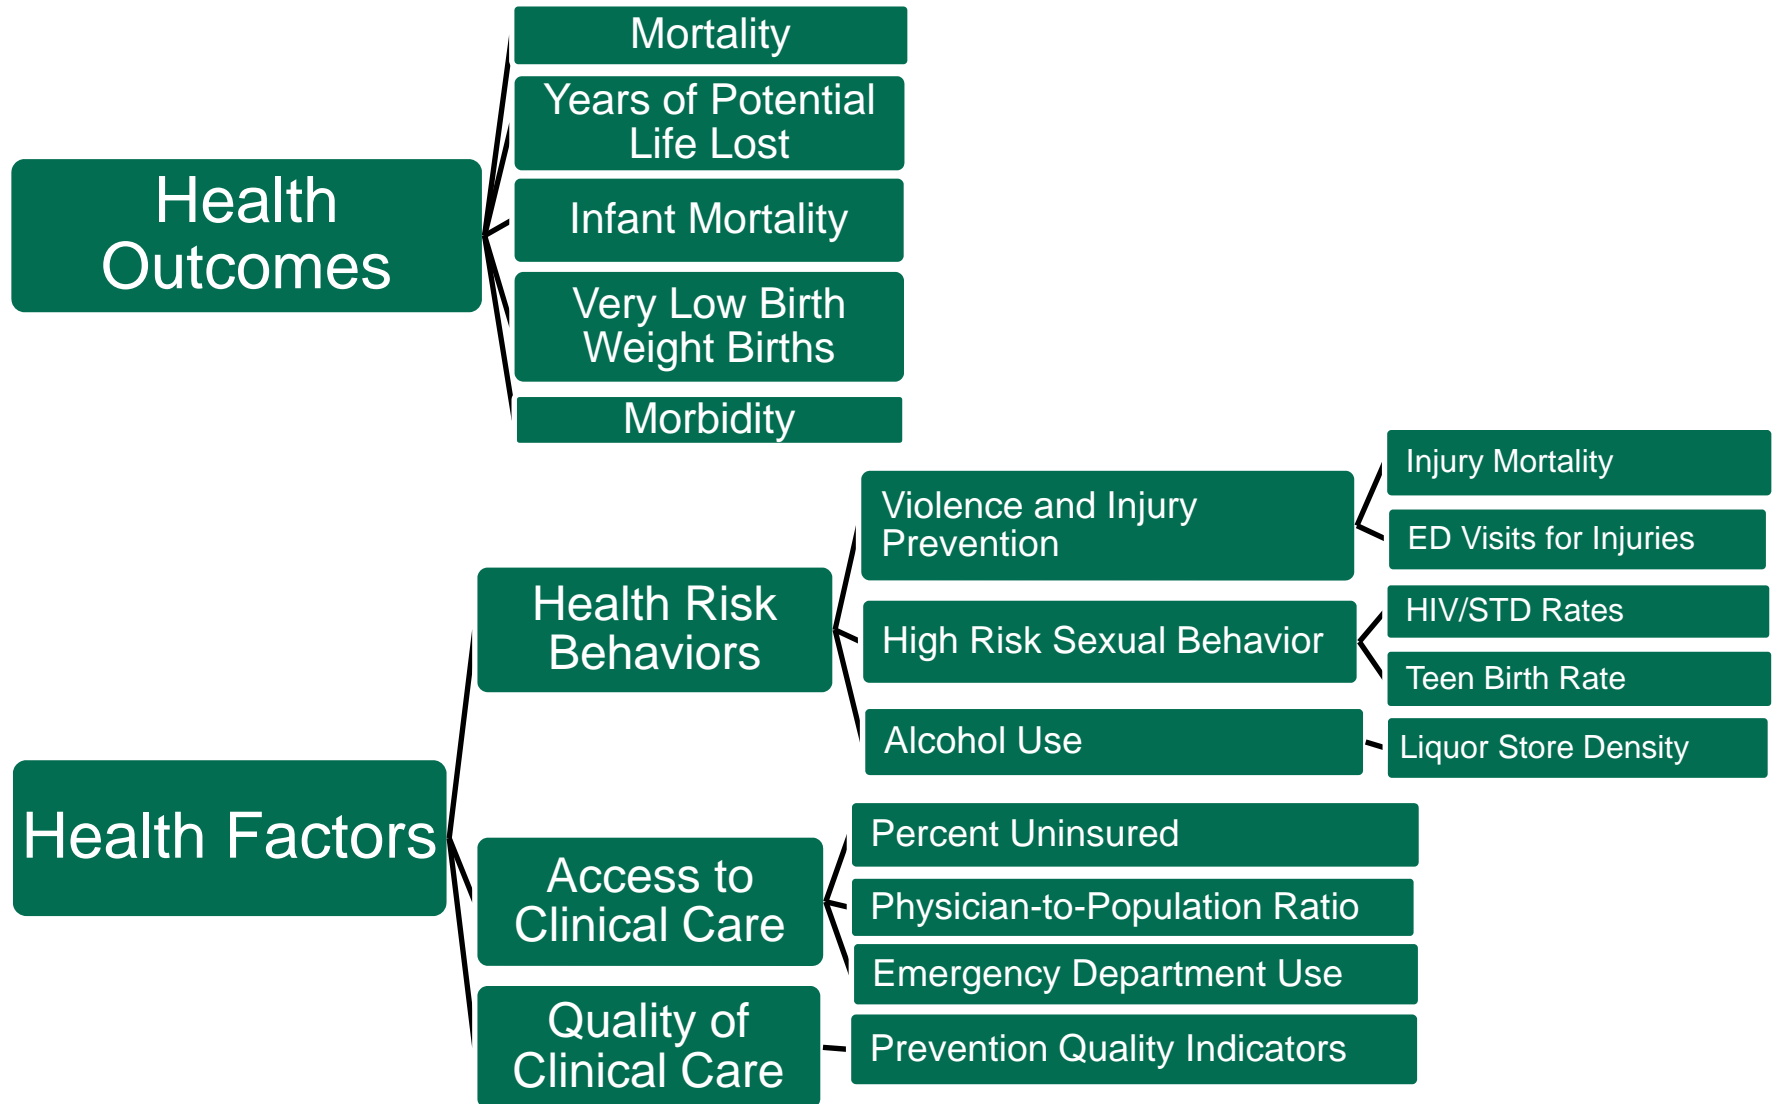 Mortality
Years of Potential
Life Lost
Health
Outcomes
Infant Mortality
Very Low Birth
Weight Births
Morbidity
Health Factors
Health Risk
Behaviors
Violence and Injury
Prevention
Injury Mortality
ED Visits for Injuries
High Risk Sexual Behavior
HIV/STD Rates
Teen Birth Rate
Alcohol Use
Liquor Store Density
Access to
Clinical Care
Percent Uninsured
Physician-to-Population Ratio
Emergency Department Use
Quality of
Clinical Care
Prevention Quality Indicators